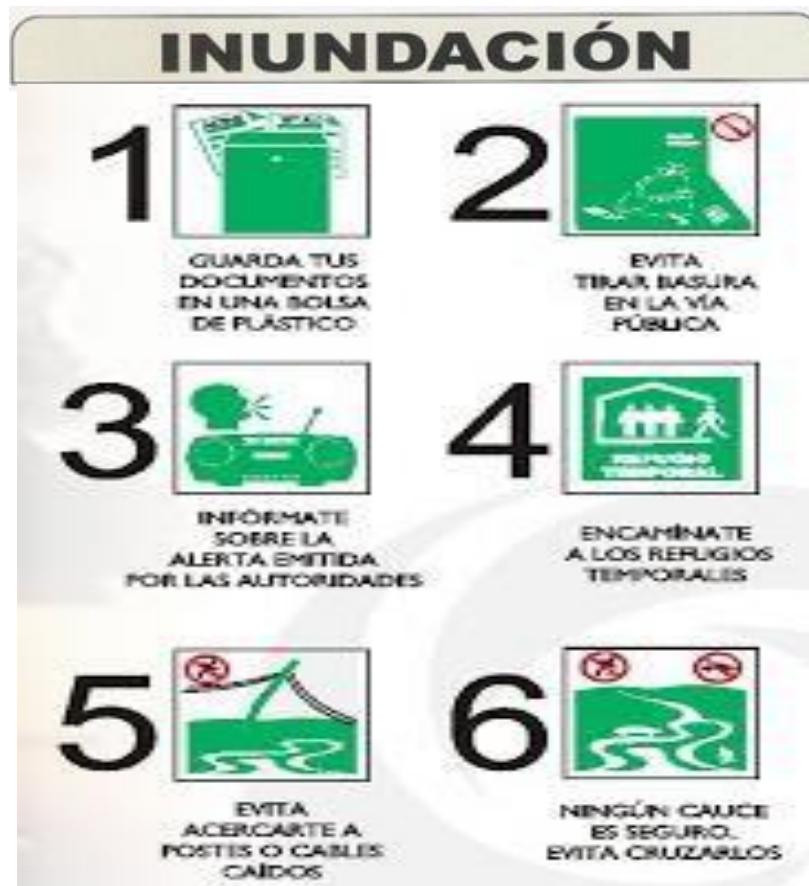 INUNDACIÓN
1
GUARDA TUS
DOCUMENTOS
EN UNA BOLSA
DE PLÁSTICO
2
EVITA
TIRAR BASURA
EN LA VÍA
PÚBLICA
3
INFÓRMATE
SOBRE LA
ALERTA EMITIDA
POR LAS AUTORIDADES
4
REFUGIO
TEMPORAL
ENCAMÍNATE
A LOS REFUGIOS
TEMPORALES
5
EVITA
ACERCARTE A
POSTES O CABLES
CAÍDOS
6
NINGÚN CAUCE
ES SEGURO.
EVITA CRUZARLOS